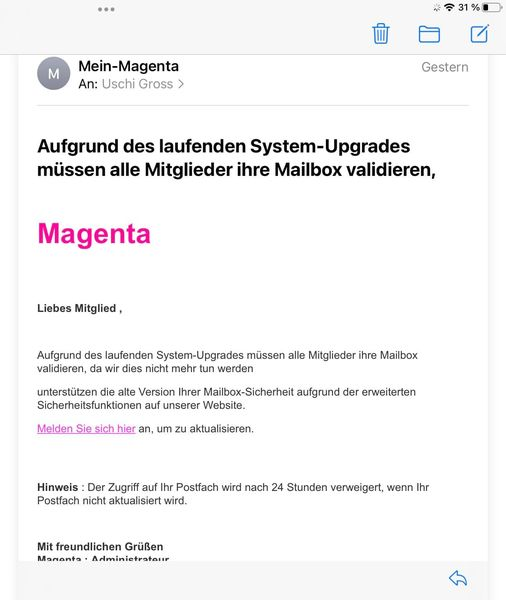 31 %
M
Mein-Magenta
Gestern
An: Uschi Gross
Aufgrund des laufenden System-Upgrades
müssen alle Mitglieder ihre Mailbox validieren,
Magenta
Liebes Mitglied ,
Aufgrund des laufenden System-Upgrades müssen alle Mitglieder ihre Mailbox
validieren, da wir dies nicht mehr tun werden
unterstützen die alte Version Ihrer Mailbox-Sicherheit aufgrund der erweiterten
Sicherheitsfunktionen auf unserer Website.
Melden Sie sich hier an, um zu aktualisieren.
Hinweis : Der Zugriff auf Ihr Postfach wird nach 24 Stunden verweigert, wenn Ihr
Postfach nicht aktualisiert wird.
Mit freundlichen Grüßen
Magenta : Administrateur